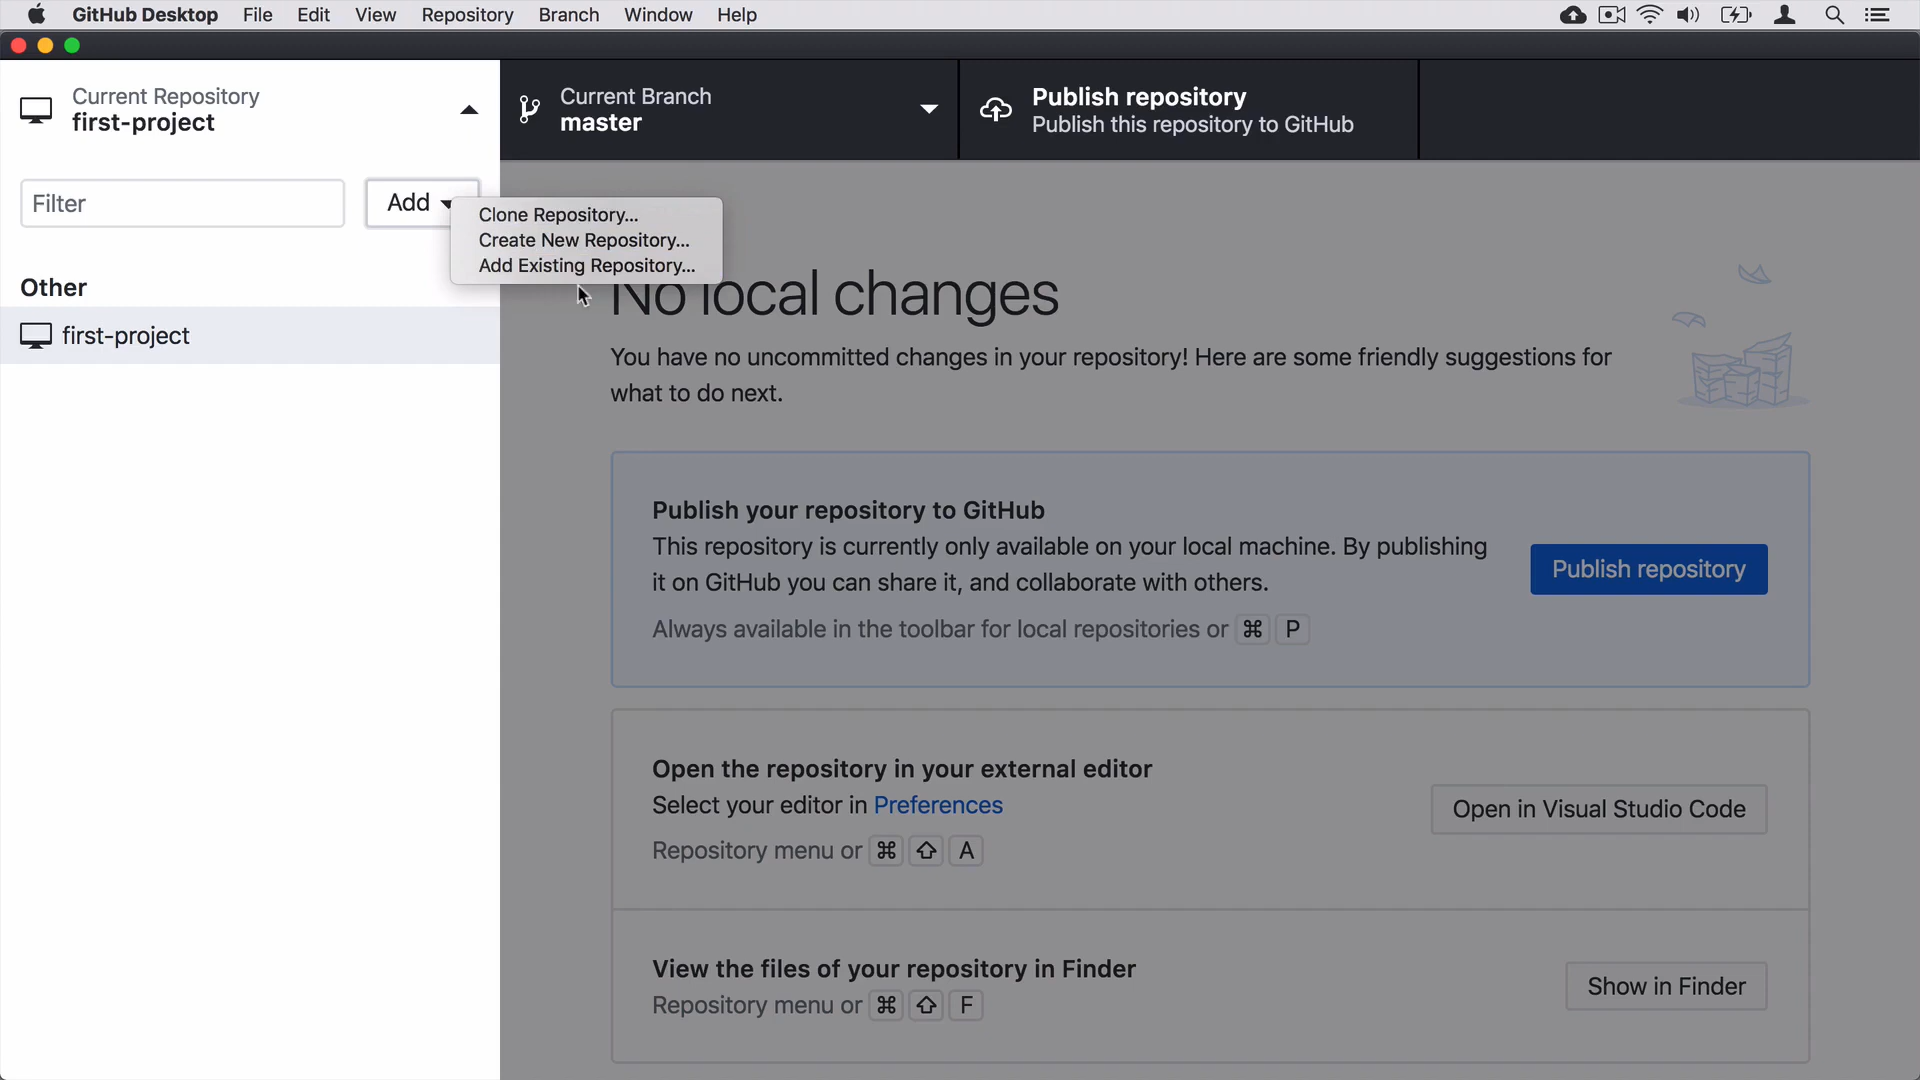 GitHub Desktop File Edit View Repository Branch Window Help
Current Repository
first-project
Current Branch
master
Publish repository
Publish this repository to GitHub
Filter
Add
Clone Repository...
Create New Repository...
Add Existing Repository...
Other
first-project
No local changes
You have no uncommitted changes in your repository! Here are some friendly suggestions for
what to do next.
Publish your repository to GitHub
This repository is currently only available on your local machine. By publishing
it on GitHub you can share it, and collaborate with others.
Always available in the toolbar for local repositories or ⌘ P
Publish repository
Open the repository in your external editor
Select your editor in Preferences
Repository menu or ⌘ ⇧ A
Open in Visual Studio Code
View the files of your repository in Finder
Repository menu or ⌘ ⇧ F
Show in Finder